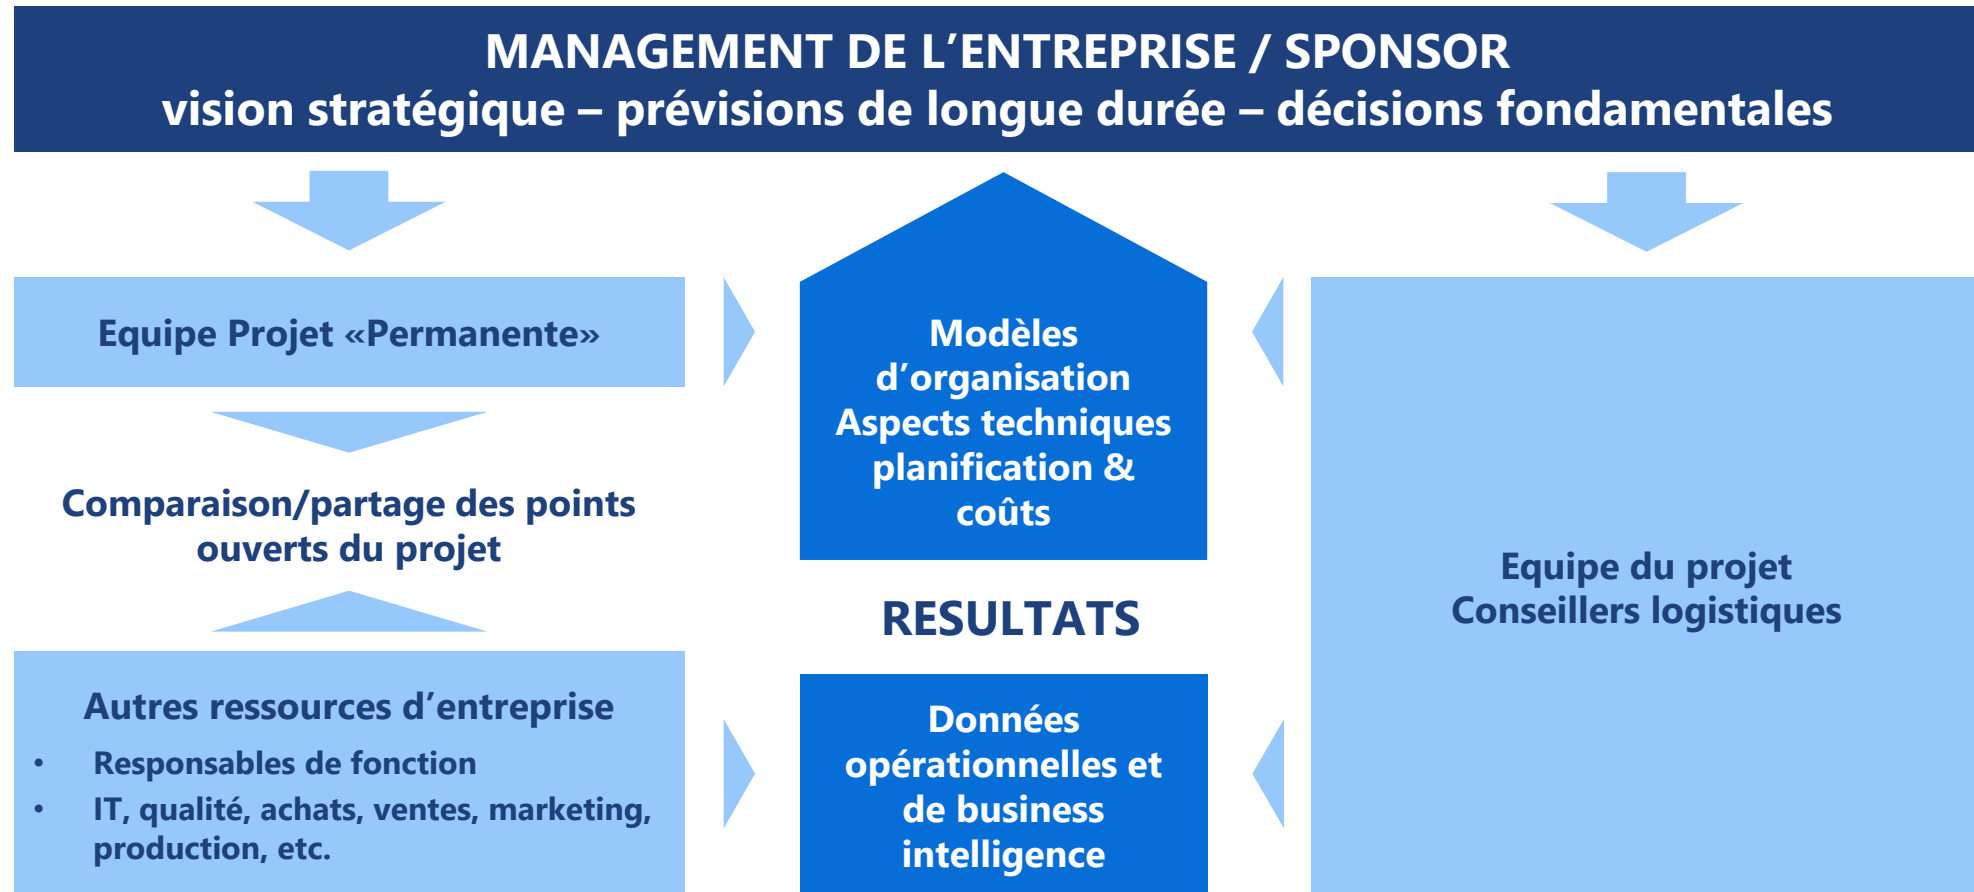 MANAGEMENT DE L’ENTREPRISE / SPONSOR
vision stratégique – prévisions de longue durée – décisions fondamentales
Equipe Projet «Permanente»
Comparaison/partage des points
ouverts du projet
Autres ressources d’entreprise
• Responsables de fonction
• IT, qualité, achats, ventes, marketing,
production, etc.
Modèles
d’organisation
Aspects techniques
planification &
coûts
RESULTATS
Données
opérationnelles et
de business
intelligence
Equipe du projet
Conseillers logistiques